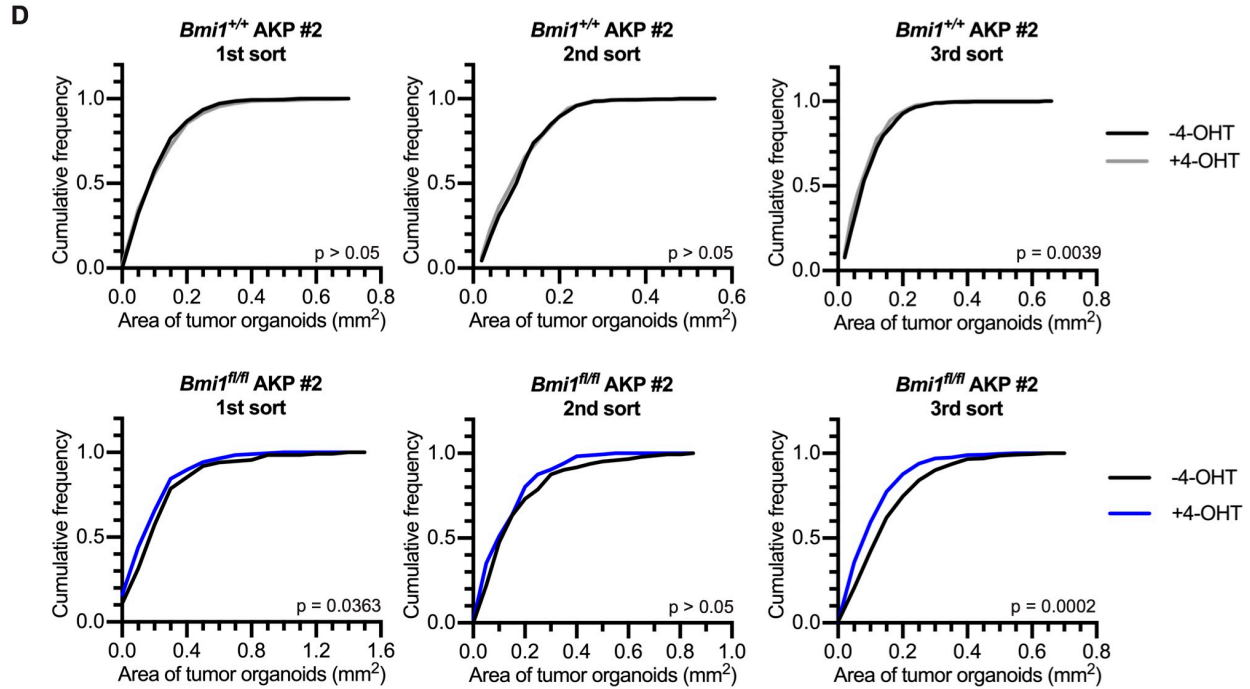 D
Bmi1+/+ AKP #2
1st sort
Cumulative frequency
1.0
0.5
0.0
0.0 0.2 0.4 0.6 0.8
Area of tumor organoids (mm2)
p > 0.05
Bmi1+/+ AKP #2
2nd sort
Cumulative frequency
1.0
0.5
0.0
0.0 0.2 0.4 0.6
Area of tumor organoids (mm2)
p > 0.05
Bmi1+/+ AKP #2
3rd sort
Cumulative frequency
1.0
0.5
0.0
0.0 0.2 0.4 0.6 0.8
Area of tumor organoids (mm2)
p = 0.0039
-4-OHT
+4-OHT
Bmi1fl/fl AKP #2
1st sort
Cumulative frequency
1.0
0.5
0.0
0.0 0.4 0.8 1.2 1.6
Area of tumor organoids (mm2)
p = 0.0363
Bmi1fl/fl AKP #2
2nd sort
Cumulative frequency
1.0
0.5
0.0
0.0 0.2 0.4 0.6 0.8 1.0
Area of tumor organoids (mm2)
p > 0.05
Bmi1fl/fl AKP #2
3rd sort
Cumulative frequency
1.0
0.5
0.0
0.0 0.2 0.4 0.6 0.8
Area of tumor organoids (mm2)
p = 0.0002
-4-OHT
+4-OHT